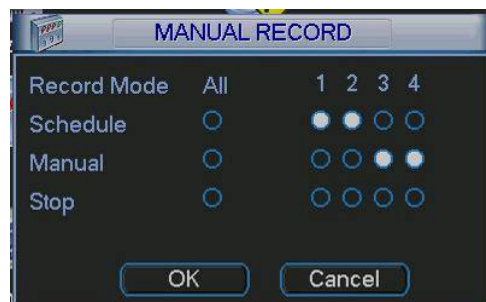 MANUAL RECORD
Record Mode All 1 2 3 4
Schedule
Manual
Stop
OK Cancel